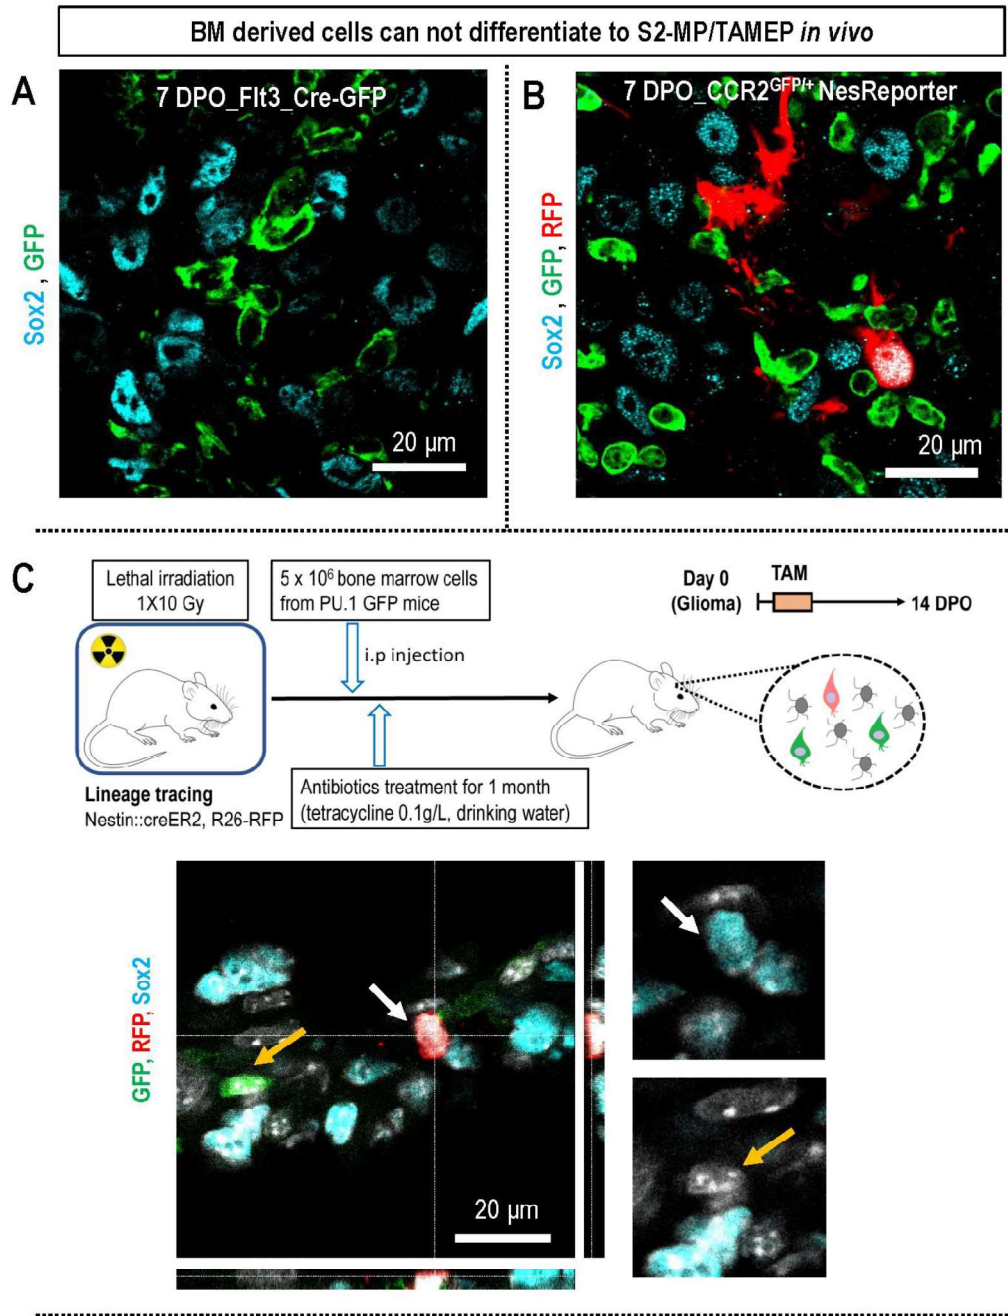 BM derived cells can not differentiate to S2-MP/TAMEP in vivo
A
7 DPO_Flt3_Cre-GFP
Sox2 , GFP
20 µm
B
7 DPO_CCR2GFP/+ NesReporter
Sox2 , GFP, RFP
20 µm
C
Lethal irradiation
1X10 Gy
5 x 10⁶ bone marrow cells
from PU.1 GFP mice
i.p injection
Day 0
(Glioma)
TAM
14 DPO
Lineage tracing
Nestin::creER2, R26-RFP
Antibiotics treatment for 1 month
(tetracycline 0.1g/L, drinking water)
GFP, RFP, Sox2
20 µm